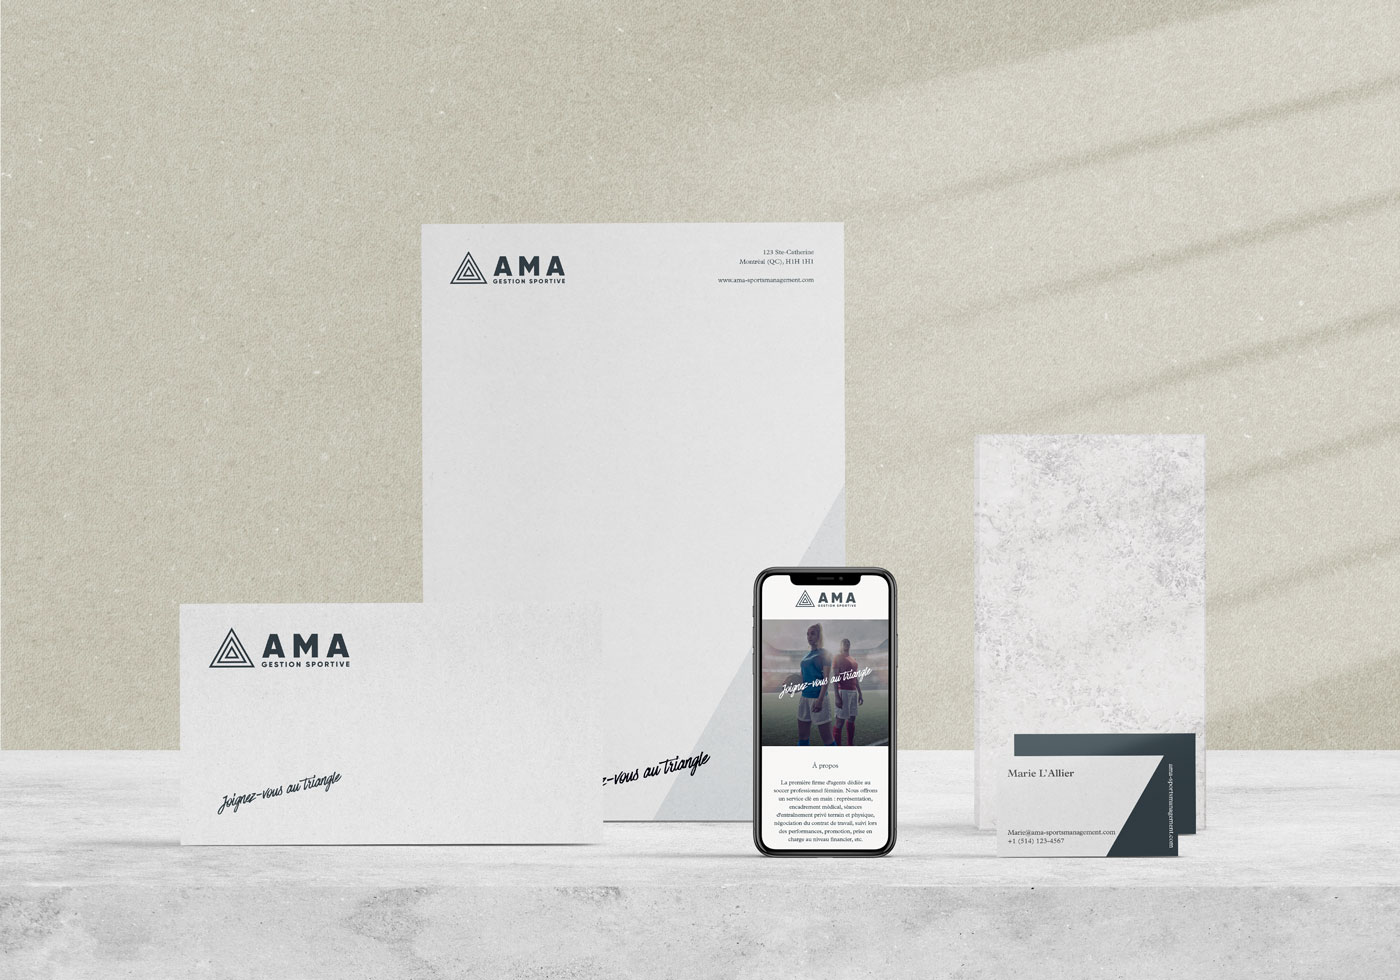 AMA
GESTION SPORTIVE
123 Ste-Catherine
Montréal (QC), H1H 1H1
www.ama-sportsmanagement.com
z-vous au triangle
AMA
GESTION SPORTIVE
Joignez-vous au triangle
AMA
GESTION SPORTIVE
Joignez-vous au triangle
À propos
La première firme d'agents dédiée au
soccer professionnel féminin. Nous offrons
un service clé en main : représentation,
encadrement médical, séances
d'entraînement privé terrain et physique,
négociation du contrat de travail, suivi lors
des performances, promotion, prise en
charge au niveau financier, etc.
Marie L'Allier
Marie@ama-sportsmanagement.com
+1 (514) 123-4567
ama-sportsmanagement.com